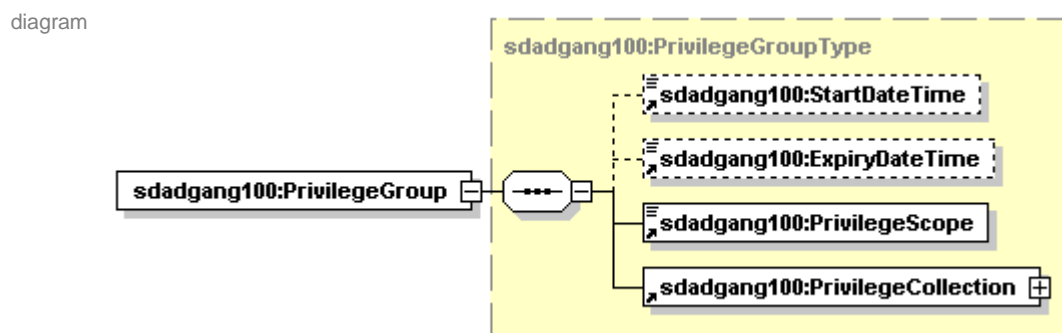 diagram
sdadgang100:PrivilegeGroupType
sdadgang100:StartDateTime
sdadgang100:ExpiryDateTime
sdadgang100:PrivilegeGroup
sdadgang100:PrivilegeScope
sdadgang100:PrivilegeCollection